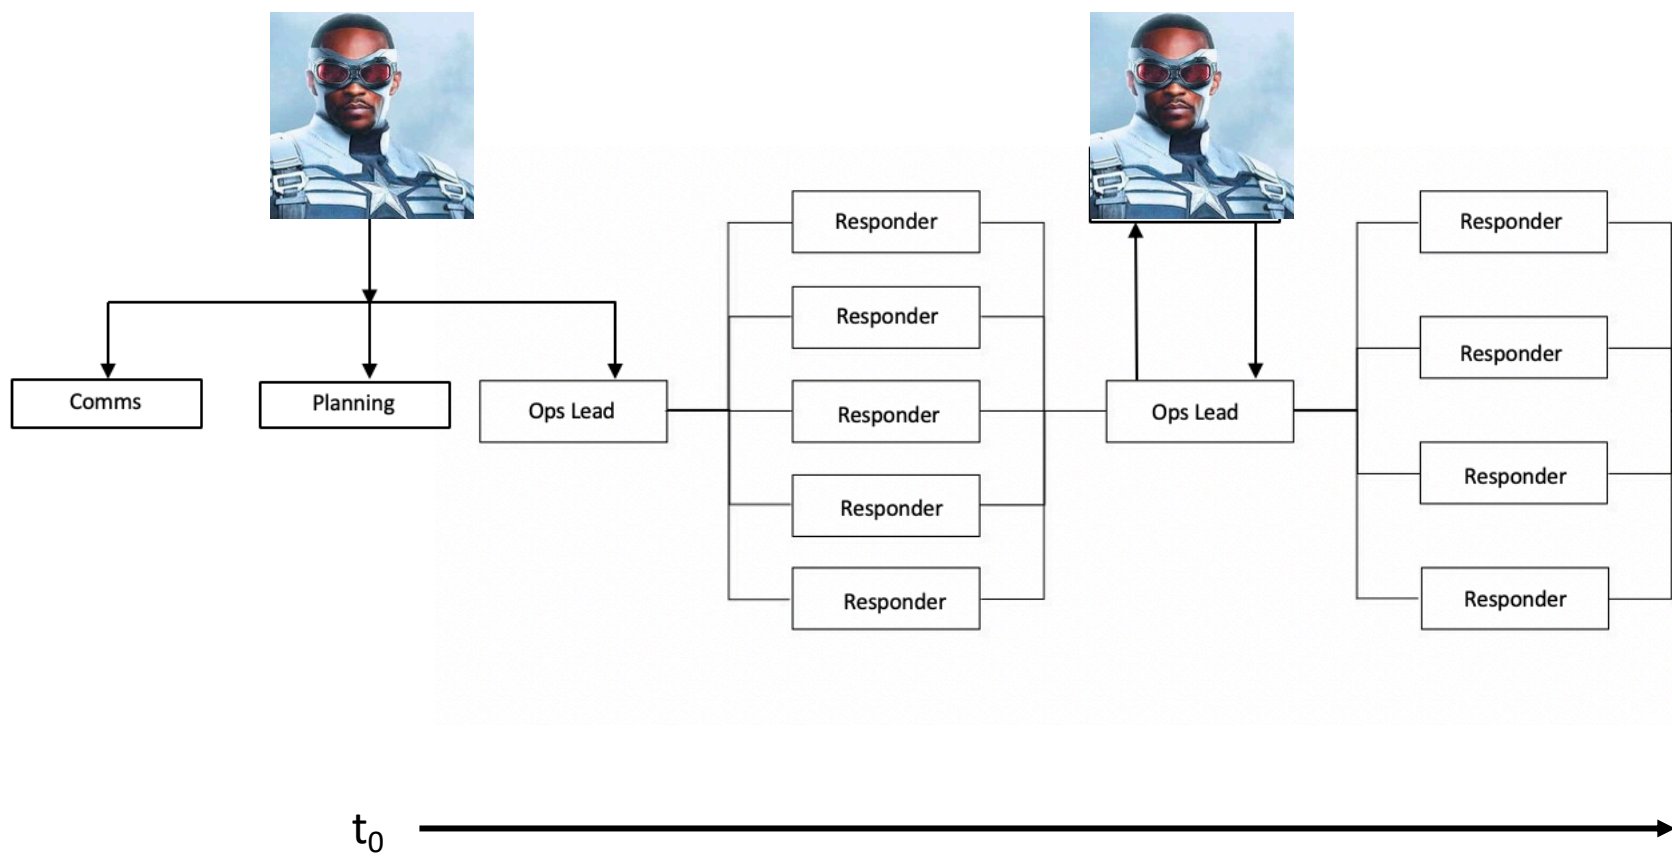 Comms
Planning
Ops Lead
Responder
Responder
Responder
Responder
Responder
Ops Lead
Responder
Responder
Responder
Responder
t₀